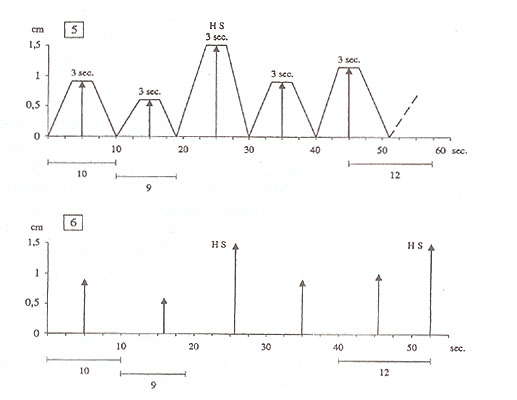 cm 5
H S
1,5 3 sec.
3 sec. 3 sec. 3 sec. 3 sec.
1
0,5
0
10 20 30 40 50 60 sec.
10 9 12
6
cm
1,5 H S H S
1
0,5
0
10 20 30 40 50 sec.
10 9 12